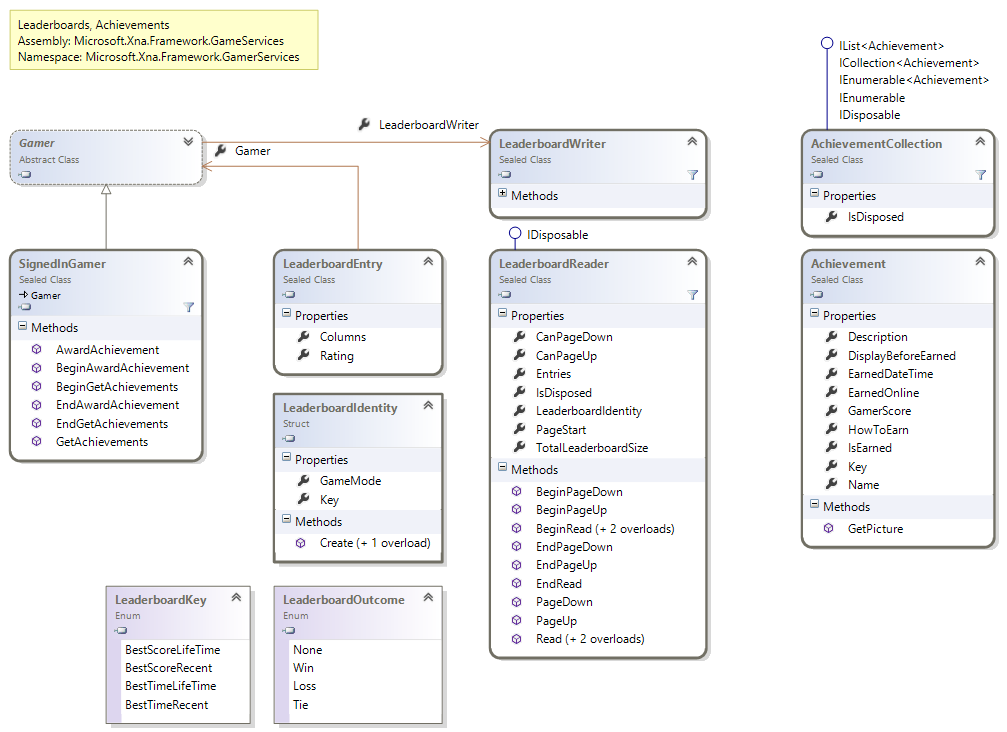 Leaderboards, Achievements
Assembly: Microsoft.Xna.Framework.GameServices
Namespace: Microsoft.Xna.Framework.GamerServices
IList<Achievement>
ICollection<Achievement>
IEnumerable<Achievement>
IEnumerable
IDisposable
Gamer
Abstract Class
LeaderboardWriter
Gamer
LeaderboardWriter
Sealed Class
Methods
AchievementCollection
Sealed Class
Properties
IsDisposed
SignedInGamer
Sealed Class
Gamer
Methods
AwardAchievement
BeginAwardAchievement
BeginGetAchievements
EndAwardAchievement
EndGetAchievements
GetAchievements
LeaderboardEntry
Sealed Class
Properties
Columns
Rating
LeaderboardIdentity
Struct
Properties
GameMode
Key
Methods
Create (+ 1 overload)
IDisposable
LeaderboardReader
Sealed Class
Properties
CanPageDown
CanPageUp
Entries
IsDisposed
LeaderboardIdentity
PageStart
TotalLeaderboardSize
Methods
BeginPageDown
BeginPageUp
BeginRead (+ 2 overloads)
EndPageDown
EndPageUp
EndRead
PageDown
PageUp
Read (+ 2 overloads)
Achievement
Sealed Class
Properties
Description
DisplayBeforeEarned
EarnedDateTime
EarnedOnline
GamerScore
HowToEarn
IsEarned
Key
Name
Methods
GetPicture
LeaderboardKey
Enum
BestScoreLifeTime
BestScoreRecent
BestTimeLifeTime
BestTimeRecent
LeaderboardOutcome
Enum
None
Win
Loss
Tie